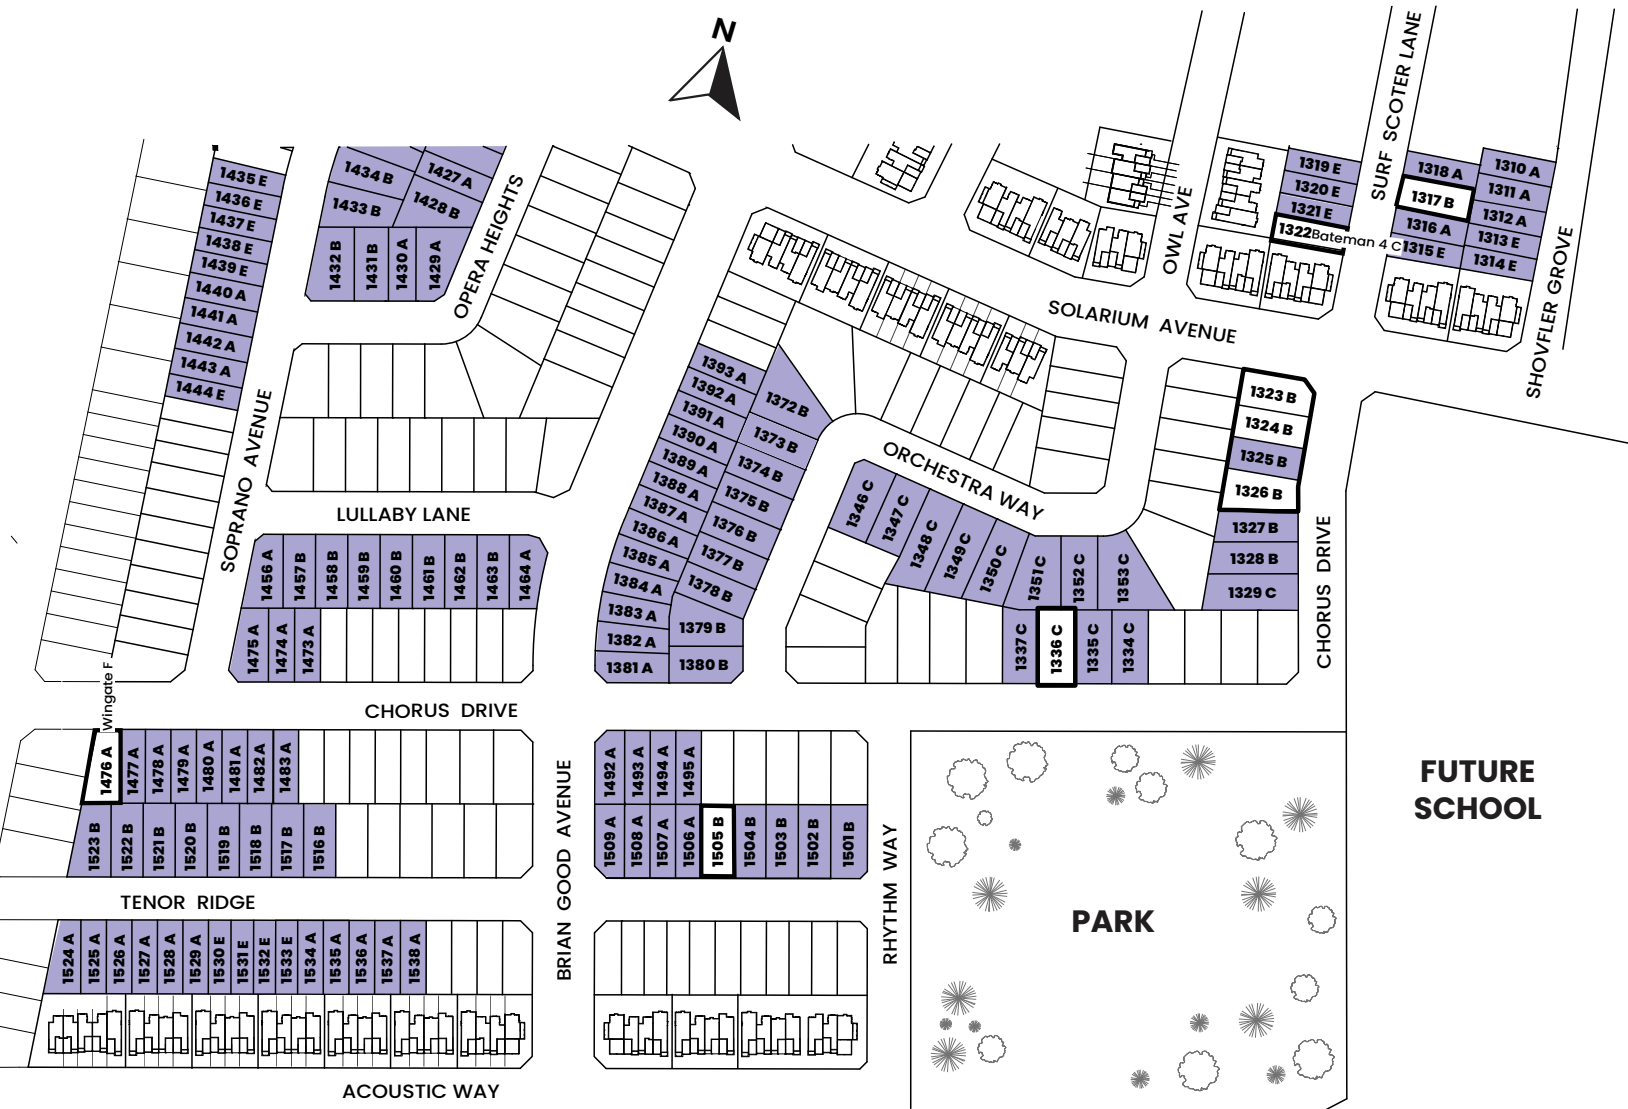 N
SURF SCOTER LANE
1435 E
1436 E
1437 E
1438 E
1439 E
1440 A
1441 A
1442 A
1443 A
1444 E
SOPRANO AVENUE
1434 B
1427 A
1433 B
1428 B
1432 B
1431 B
1430 A
1429 A
OPERA HEIGHTS
OWL AVE
1319 E
1320 E
1321 E
1322
Bateman 4 C
1318 A
1317 B
1316 A
1315 E
1310 A
1311 A
1312 A
1313 E
1314 E
SHOVFLER GROVE
SOLARIUM AVENUE
1393 A
1392 A
1391 A
1390 A
1389 A
1388 A
1387 A
1386 A
1385 A
1384 A
1383 A
1382 A
1381 A
1372 B
1373 B
1374 B
1375 B
1376 B
1377 B
1378 B
1379 B
1380 B
ORCHESTRA WAY
1323 B
1324 B
1325 B
1326 B
1327 B
1328 B
1329 C
CHORUS DRIVE
1346 C
1347 C
1348 C
1349 C
1350 C
1351 C
1352 C
1353 C
1337 C
1336 C
1335 C
1334 C
LULLABY LANE
1456 A
1457 B
1458 B
1459 B
1460 B
1461 B
1462 B
1463 B
1464 A
1475 A
1474 A
1473 A
CHORUS DRIVE
Wingate F
1476 A
1477 A
1478 A
1479 A
1480 A
1481 A
1482 A
1483 A
1523 B
1522 B
1521 B
1520 B
1519 B
1518 B
1517 B
1516 B
BRIAN GOOD AVENUE
1492 A
1493 A
1494 A
1495 A
1509 A
1508 A
1507 A
1506 A
1505 B
1504 B
1503 B
1502 B
1501 B
RHYTHM WAY
FUTURE
SCHOOL
PARK
TENOR RIDGE
1524 A
1525 A
1526 A
1527 A
1528 A
1529 A
1530 E
1531 E
1532 E
1533 E
1534 A
1535 A
1536 A
1537 A
1538 A
ACOUSTIC WAY